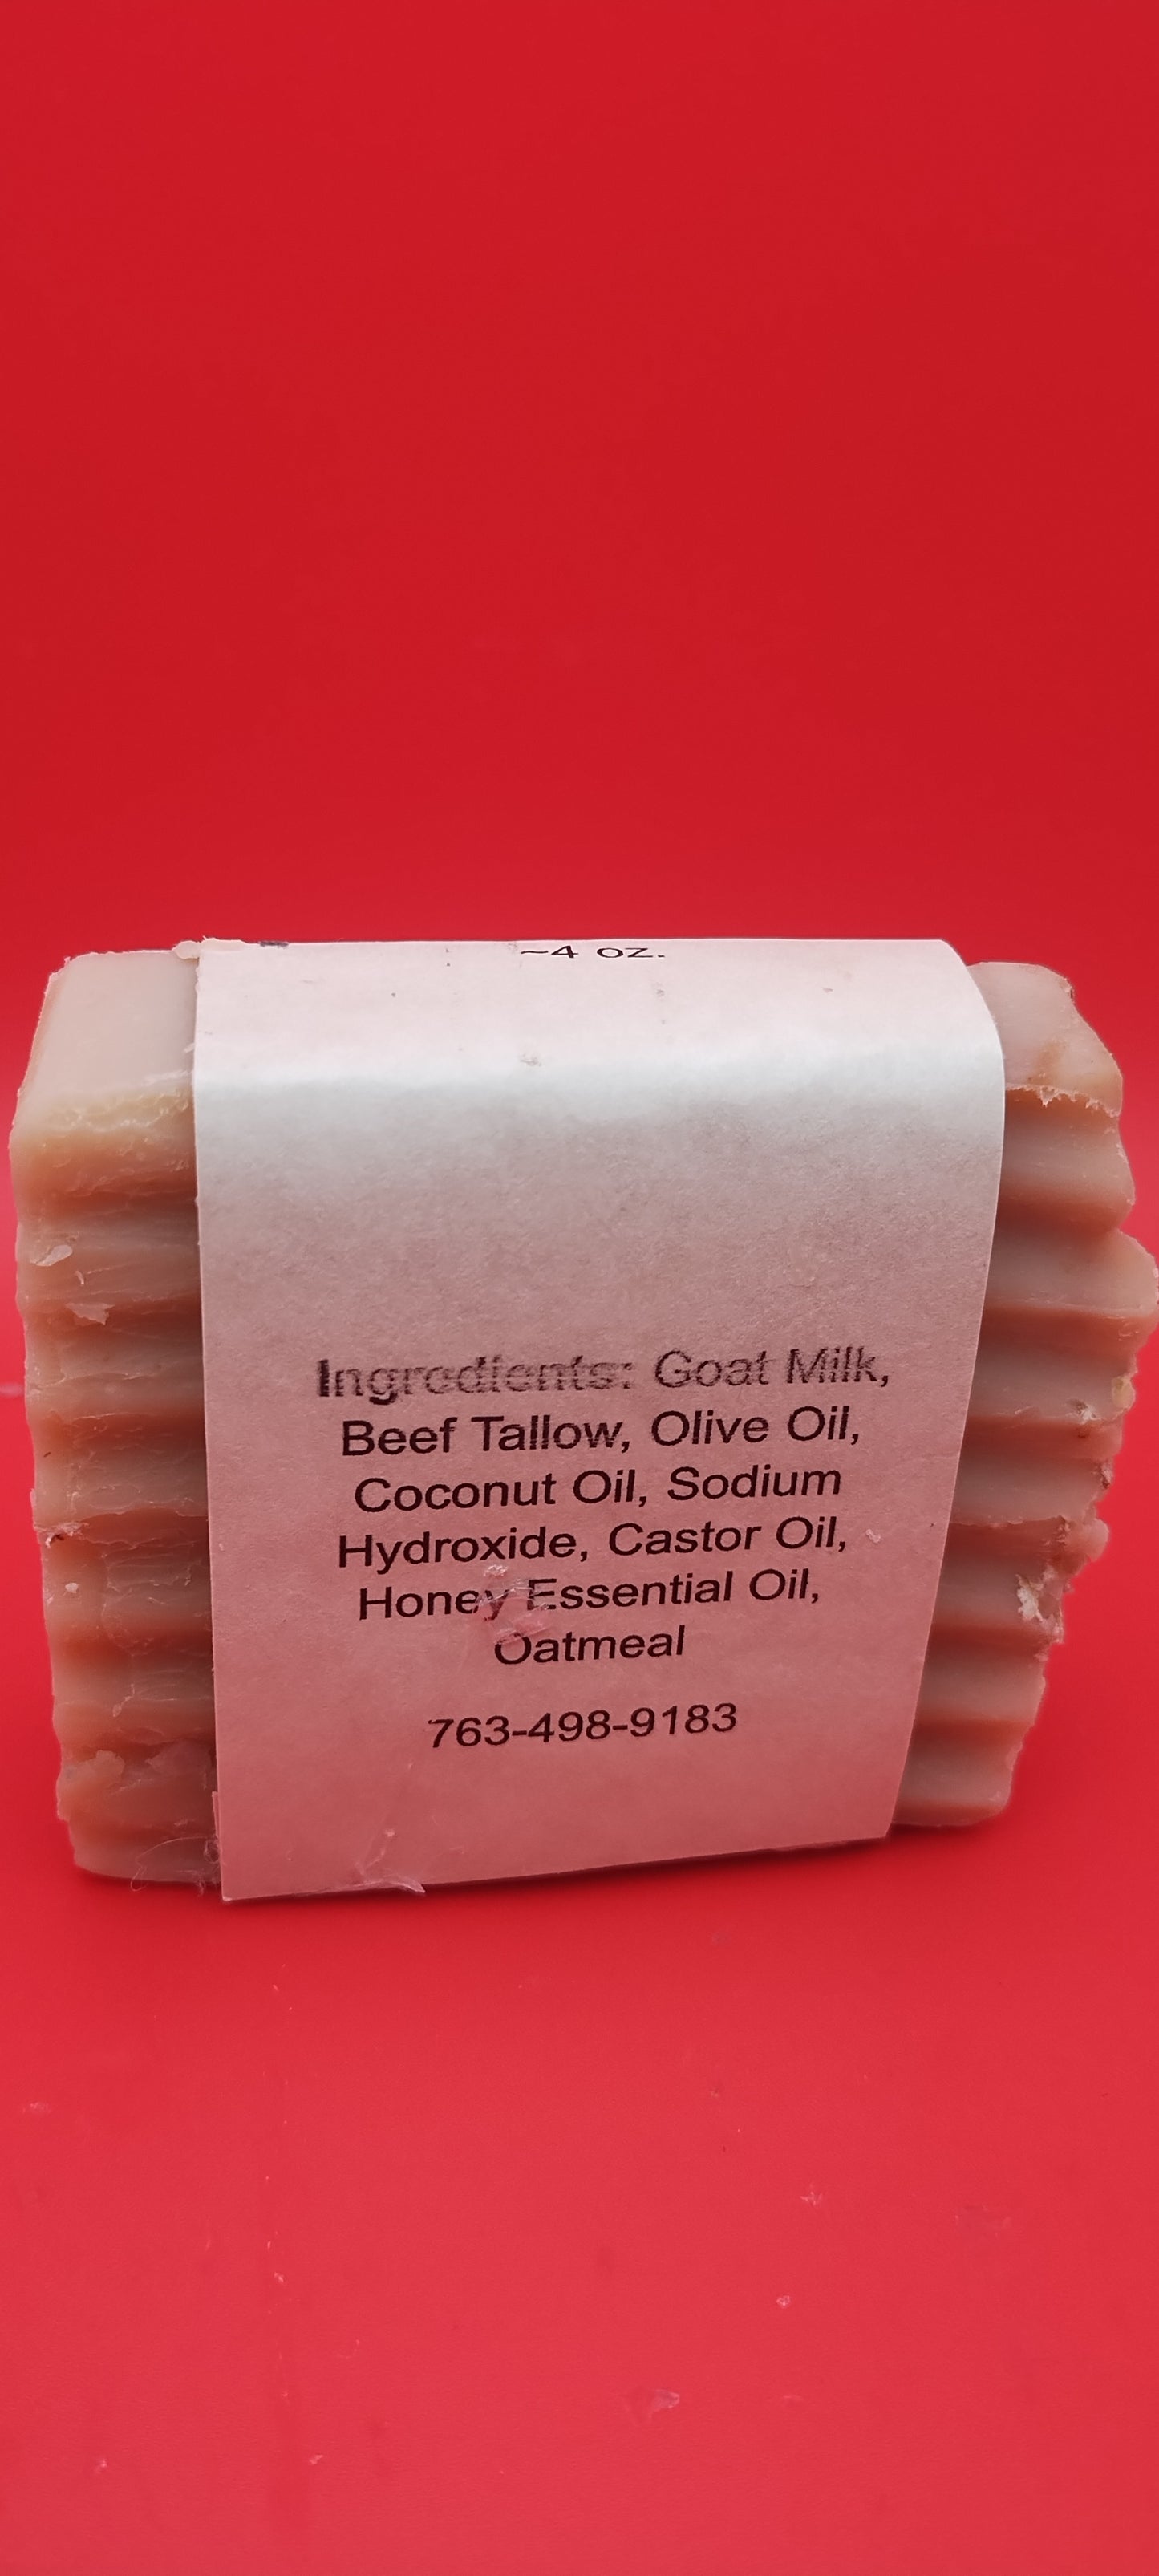 ~4 oz.
Ingredients: Goat Milk,
Beef Tallow, Olive Oil,
Coconut Oil, Sodium
Hydroxide, Castor Oil,
Honey Essential Oil,
Oatmeal
763-498-9183